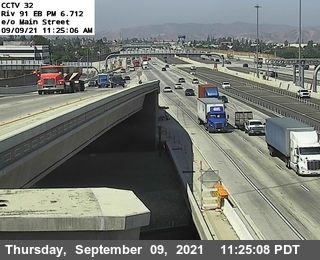 CCTV 32
Riv 91 EB PM 6.712
e/o Main Street
09/09/21 11:25:06 AM
Thursday, September 09, 2021 11:25:08 PDT